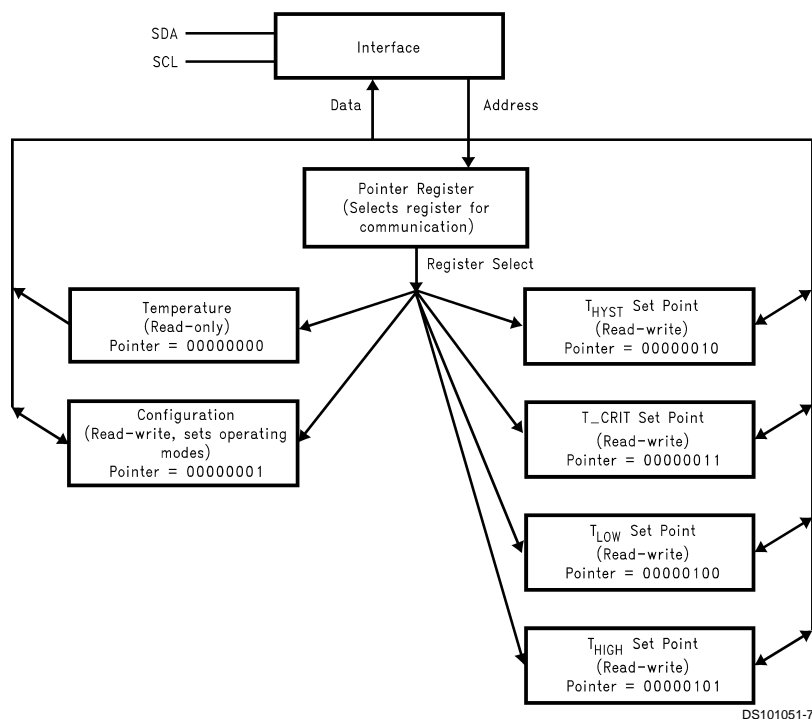 SDA
SCL
Interface
Data
Address
Pointer Register
(Selects register for
communication)
Register Select
Temperature
(Read-only)
Pointer = 00000000
Configuration
(Read-write, sets operating
modes)
Pointer = 00000001
THYST Set Point
(Read-write)
Pointer = 00000010
T_CRIT Set Point
(Read-write)
Pointer = 00000011
TLOW Set Point
(Read-write)
Pointer = 00000100
THIGH Set Point
(Read-write)
Pointer = 00000101
DS101051-7